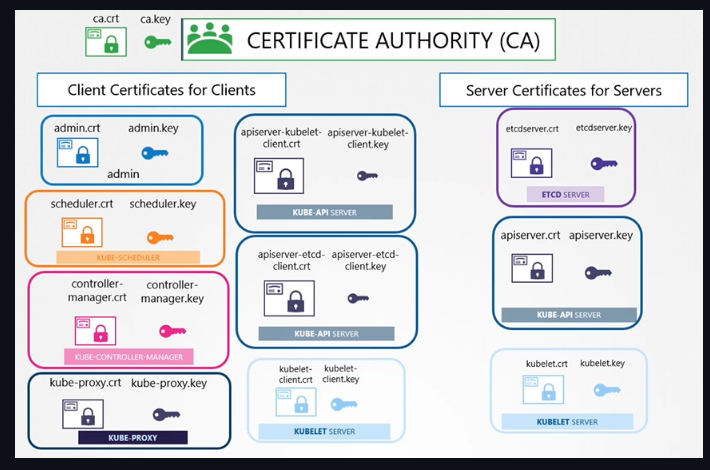 ca.crt ca.key
CERTIFICATE AUTHORITY (CA)
Client Certificates for Clients
admin.crt admin.key
admin
scheduler.crt scheduler.key
KUBE-SCHEDULER
controller-
manager.crt
controller-
manager.key
KUBE-CONTROLLER-MANAGER
kube-proxy.crt kube-proxy.key
KUBE-PROXY
apiserver-kubelet-
client.crt
apiserver-kubelet-
client.key
KUBE-API SERVER
apiserver-etcd-
client.crt
apiserver-etcd-
client.key
KUBE-API SERVER
kubelet-
client.crt
kubelet-
client.key
KUBELET SERVER
Server Certificates for Servers
etcdserver.crt etcdserver.key
ETCD SERVER
apiserver.crt apiserver.key
KUBE-API SERVER
kubelet.crt kubelet.key
KUBELET SERVER